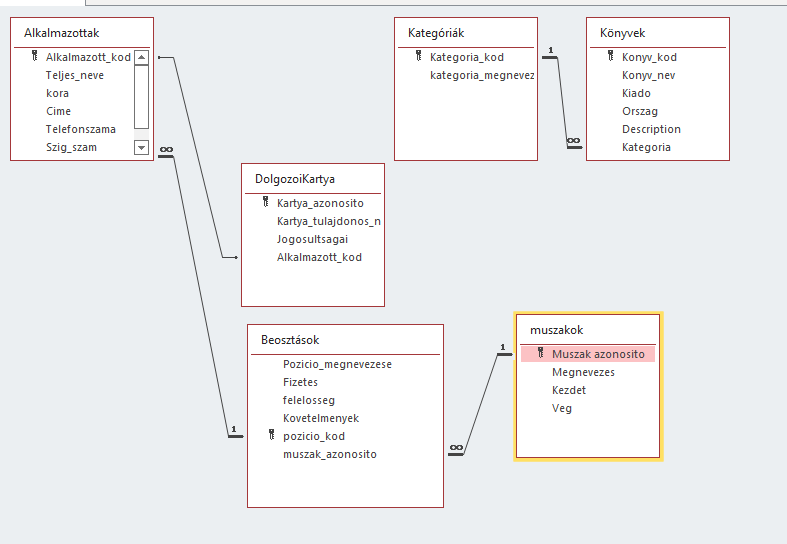 Alkalmazottak
Alkalmazott_kod
Teljes_neve
kora
Cime
Telefonszama
Szig_szam
Kategóriák
Kategoria_kod
kategoria_megnevez
1
∞
Könyvek
Konyv_kod
Konyv_nev
Kiado
Orszag
Description
Kategoria
∞
DolgozoiKartya
Kartya_azonosito
Kartya_tulajdonos_n
Jogosultsagai
Alkalmazott_kod
Beosztások
Pozicio_megnevezese
Fizetes
felelosseg
Kovetelmenyek
pozicio_kod
muszak_azonosito
1
∞
1
muszakok
Muszak azonosito
Megnevezes
Kezdet
Veg